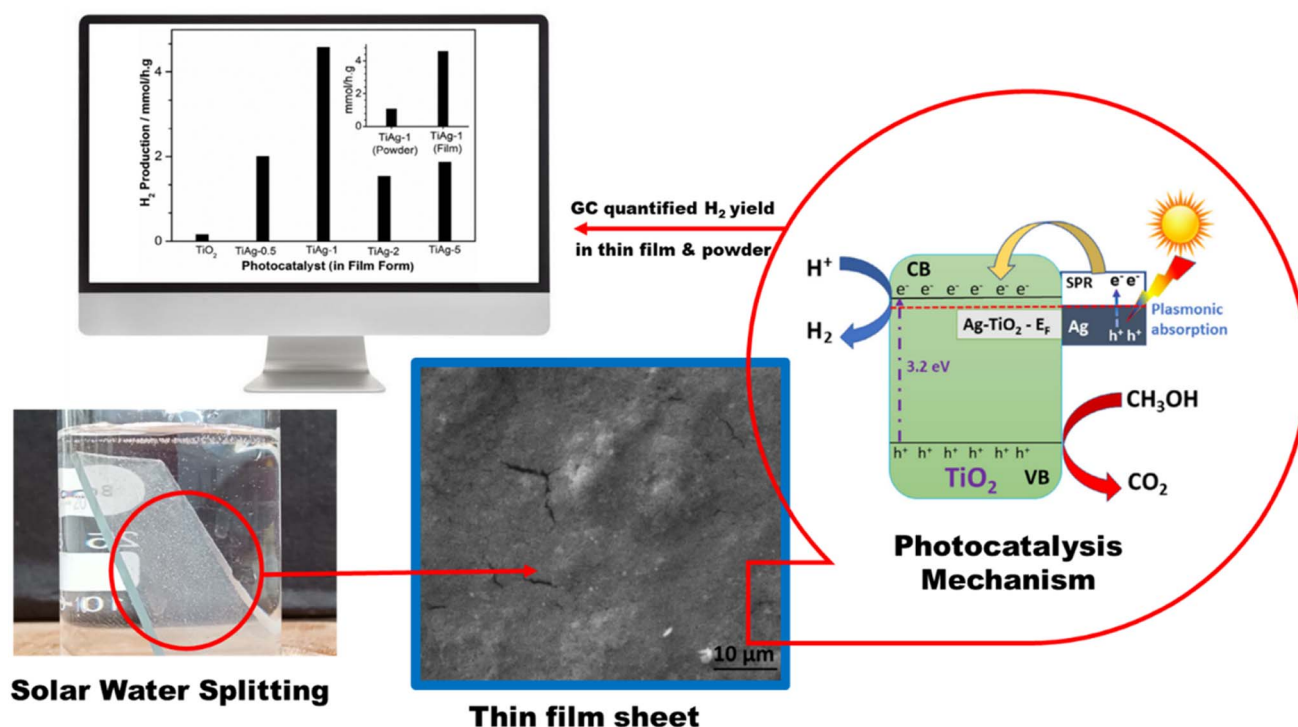 H₂ Production / mmol/h.g
4
2
0
TiO₂
TiAg-0.5
TiAg-1
TiAg-2
TiAg-5
Photocatalyst (in Film Form)
mmol/h.g
4
2
0
TiAg-1
(Powder)
TiAg-1
(Film)
GC quantified H₂ yield
in thin film & powder
H⁺
H₂
CB
e⁻ e⁻ e⁻ e⁻ e⁻ e⁻
SPR
e⁻ e⁻
Ag-TiO₂ - E_F
Ag
h⁺ h⁺
Plasmonic
absorption
3.2 eV
CH₃OH
h⁺ h⁺ h⁺ h⁺ h⁺ h⁺
TiO₂
VB
CO₂
Photocatalysis
Mechanism
10 µm
Solar Water Splitting
Thin film sheet